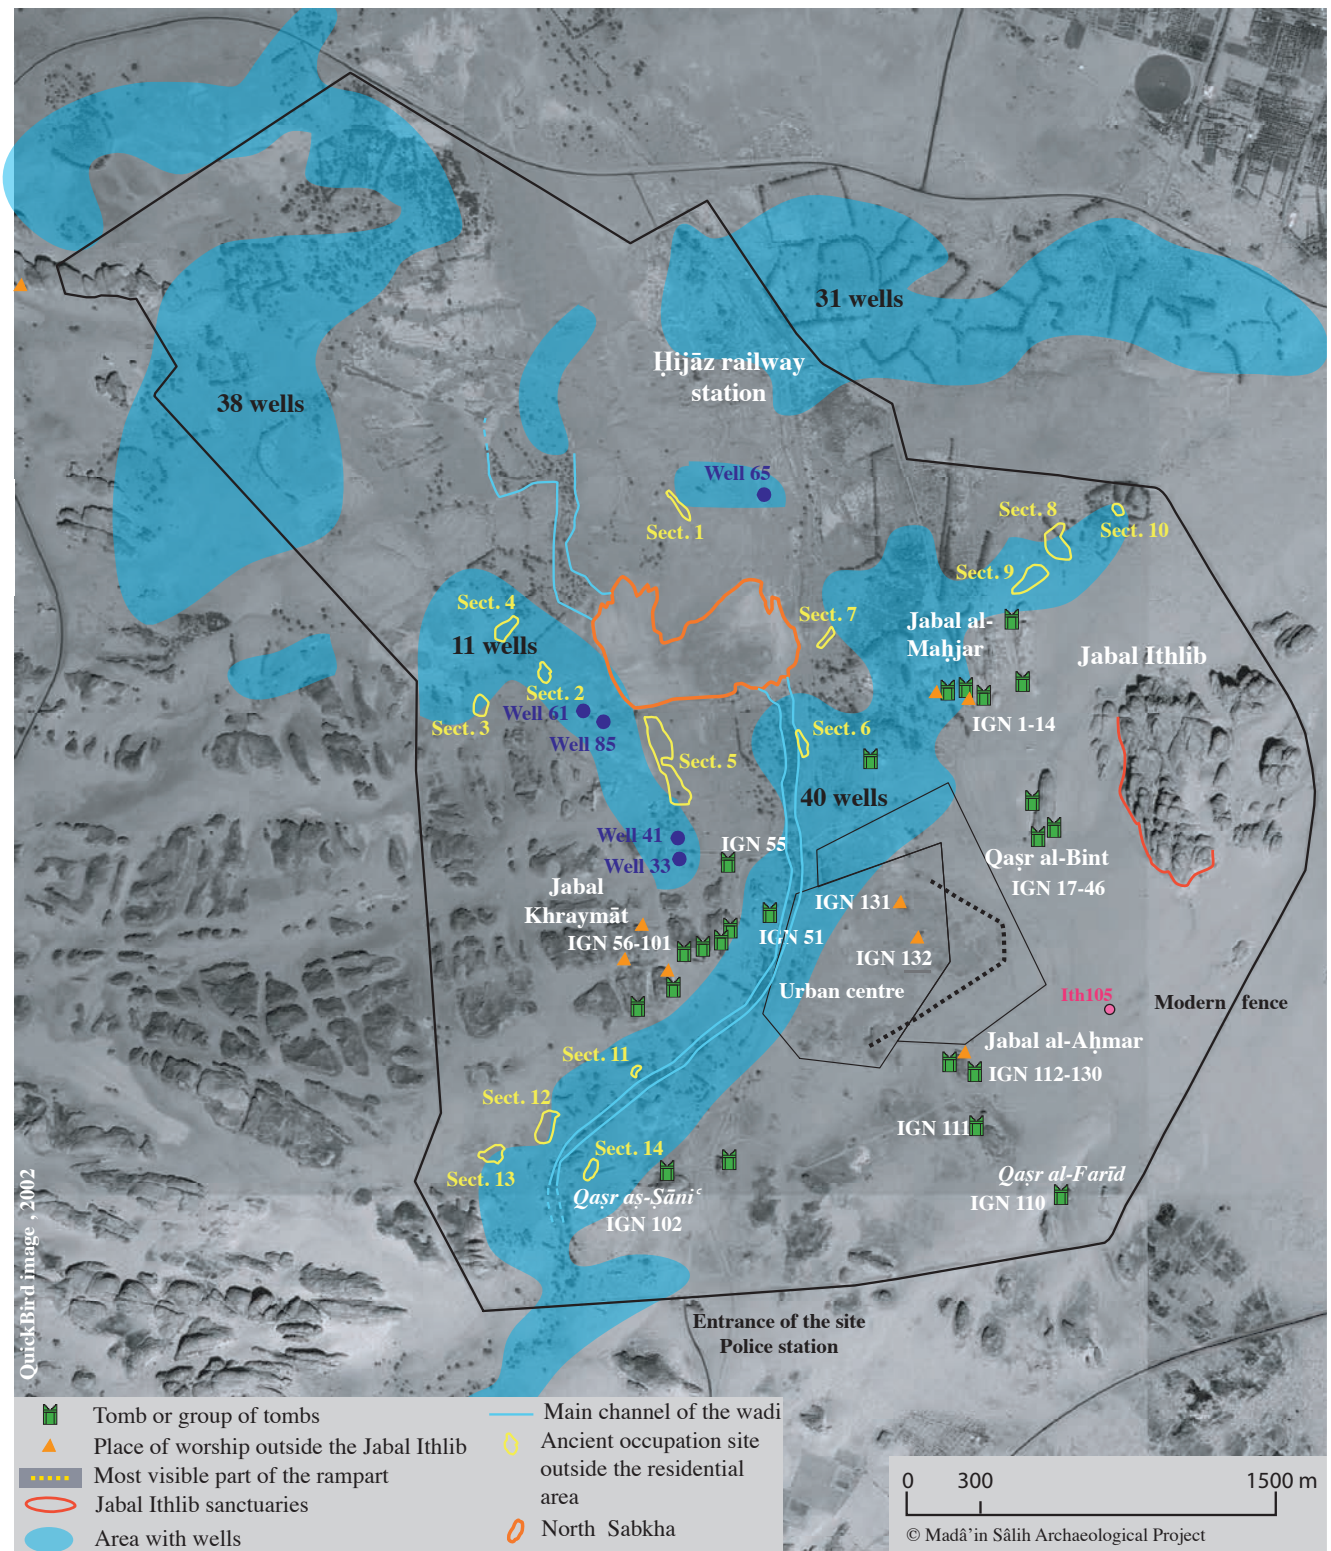 31 wells
Ḥijāz railway
station
38 wells
Well 65
Sect. 1
Sect. 8
Sect. 10
Sect. 9
Sect. 4
Sect. 7
Jabal al-
Maḥjar
11 wells
Jabal Ithlib
Sect. 2
Well 61
Sect. 3
Well 85
IGN 1-14
Sect. 6
Sect. 5
40 wells
Well 41
IGN 55
Well 33
Qaṣr al-Bint
IGN 17-46
Jabal
Khraymāt
IGN 131
IGN 56-101
IGN 51
IGN 132
Urban centre
Ith105
Modern fence
Jabal al-Aḥmar
Sect. 11
IGN 112-130
Sect. 12
IGN 111
Sect. 14
Sect. 13
Qaṣr al-Farīd
IGN 110
Qaṣr aṣ-Ṣāniʿ
IGN 102
QuickBird image , 2002
Entrance of the site
Police station
Tomb or group of tombs
Place of worship outside the Jabal Ithlib
Most visible part of the rampart
Jabal Ithlib sanctuaries
Area with wells
Main channel of the wadi
Ancient occupation site
outside the residential
area
North Sabkha
0 300 1500 m
© Madâ'in Sâlih Archaeological Project